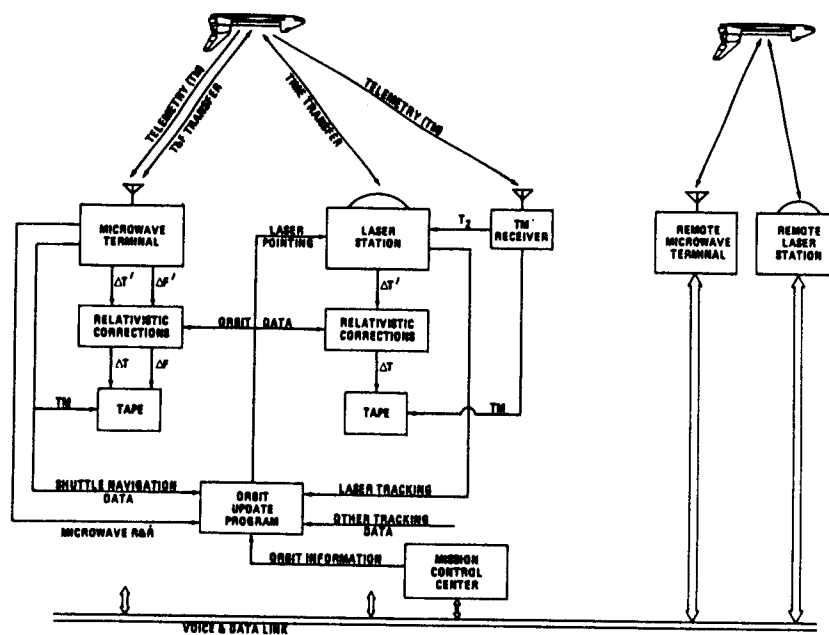 TELEMETRY (TM)
T&F TRANSFER
TIME TRANSFER
TELEMETRY (TM)
MICROWAVE
TERMINAL
LASER
POINTING
LASER
STATION
T2
TM
RECEIVER
REMOTE
MICROWAVE
TERMINAL
REMOTE
LASER
STATION
ΔT'
ΔF'
ΔT'
RELATIVISTIC
CORRECTIONS
ORBIT DATA
RELATIVISTIC
CORRECTIONS
ΔT
ΔF
ΔT
TM
TAPE
TAPE
TM
SHUTTLE NAVIGATION
DATA
ORBIT
UPDATE
PROGRAM
LASER TRACKING
OTHER TRACKING
DATA
MICROWAVE R&Ṙ
ORBIT INFORMATION
MISSION
CONTROL
CENTER
VOICE & DATA LINK